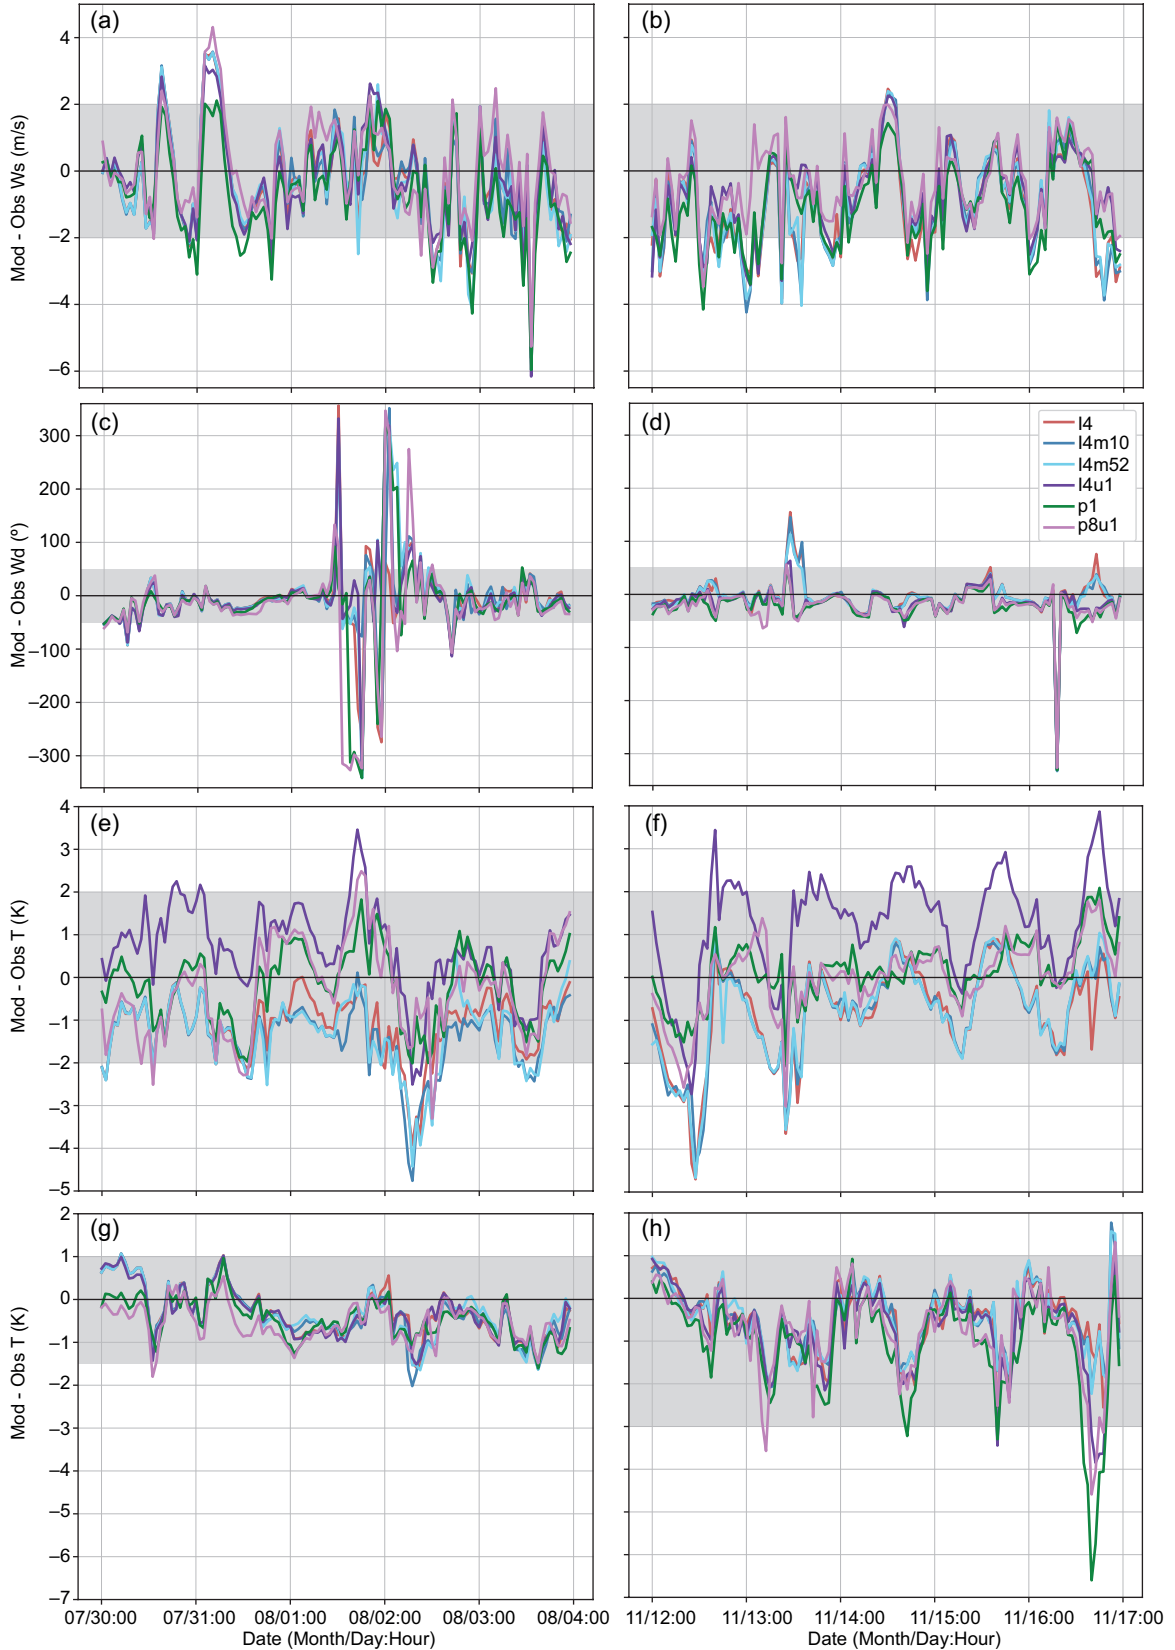 (a)
(b)
4
2
0
–2
–4
–6
Mod - Obs Ws (m/s)
(c)
(d)
300
200
100
0
–100
–200
–300
Mod - Obs Wd (º)
I4
I4m10
I4m52
I4u1
p1
p8u1
(e)
(f)
4
3
2
1
0
–1
–2
–3
–4
–5
Mod - Obs T (K)
(g)
(h)
2
1
0
–1
–2
–3
–4
–5
–6
–7
Mod - Obs T (K)
07/30:00 07/31:00 08/01:00 08/02:00 08/03:00 08/04:00
11/12:00 11/13:00 11/14:00 11/15:00 11/16:00 11/17:00
Date (Month/Day:Hour)
Date (Month/Day:Hour)